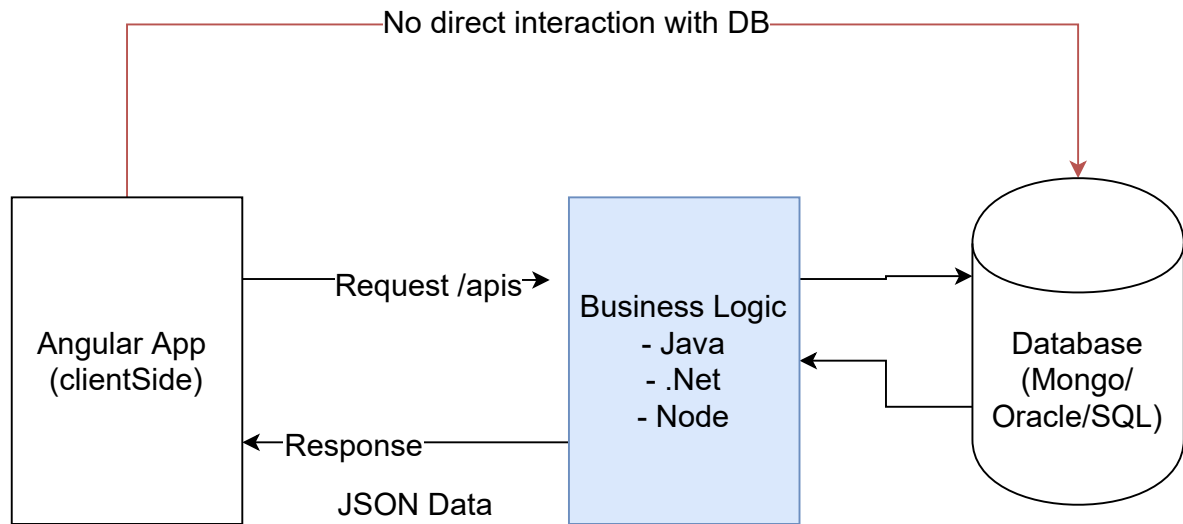 No direct interaction with DB
Angular App
(clientSide)
Request /apis
Response
JSON Data
Business Logic
- Java
- .Net
- Node
Database
(Mongo/
Oracle/SQL)